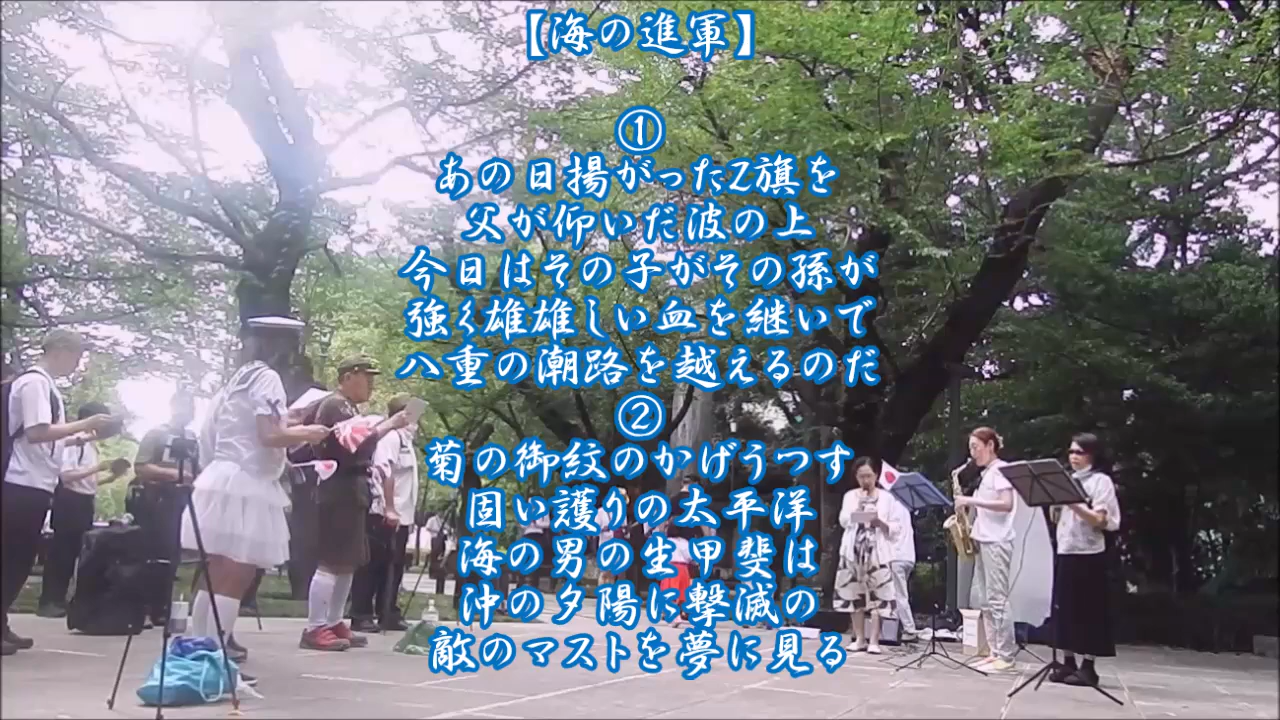 【海の進軍】
①
あの日揚がったZ旗を
父が仰いだ波の上
今日はその子がその孫が
強く雄雄しい血を継いで
八重の潮路を越えるのだ
②
菊の御紋のかげうつす
固い護りの太平洋
海の男の生甲斐は
沖の夕陽に撃滅の
敵のマストを夢に見る